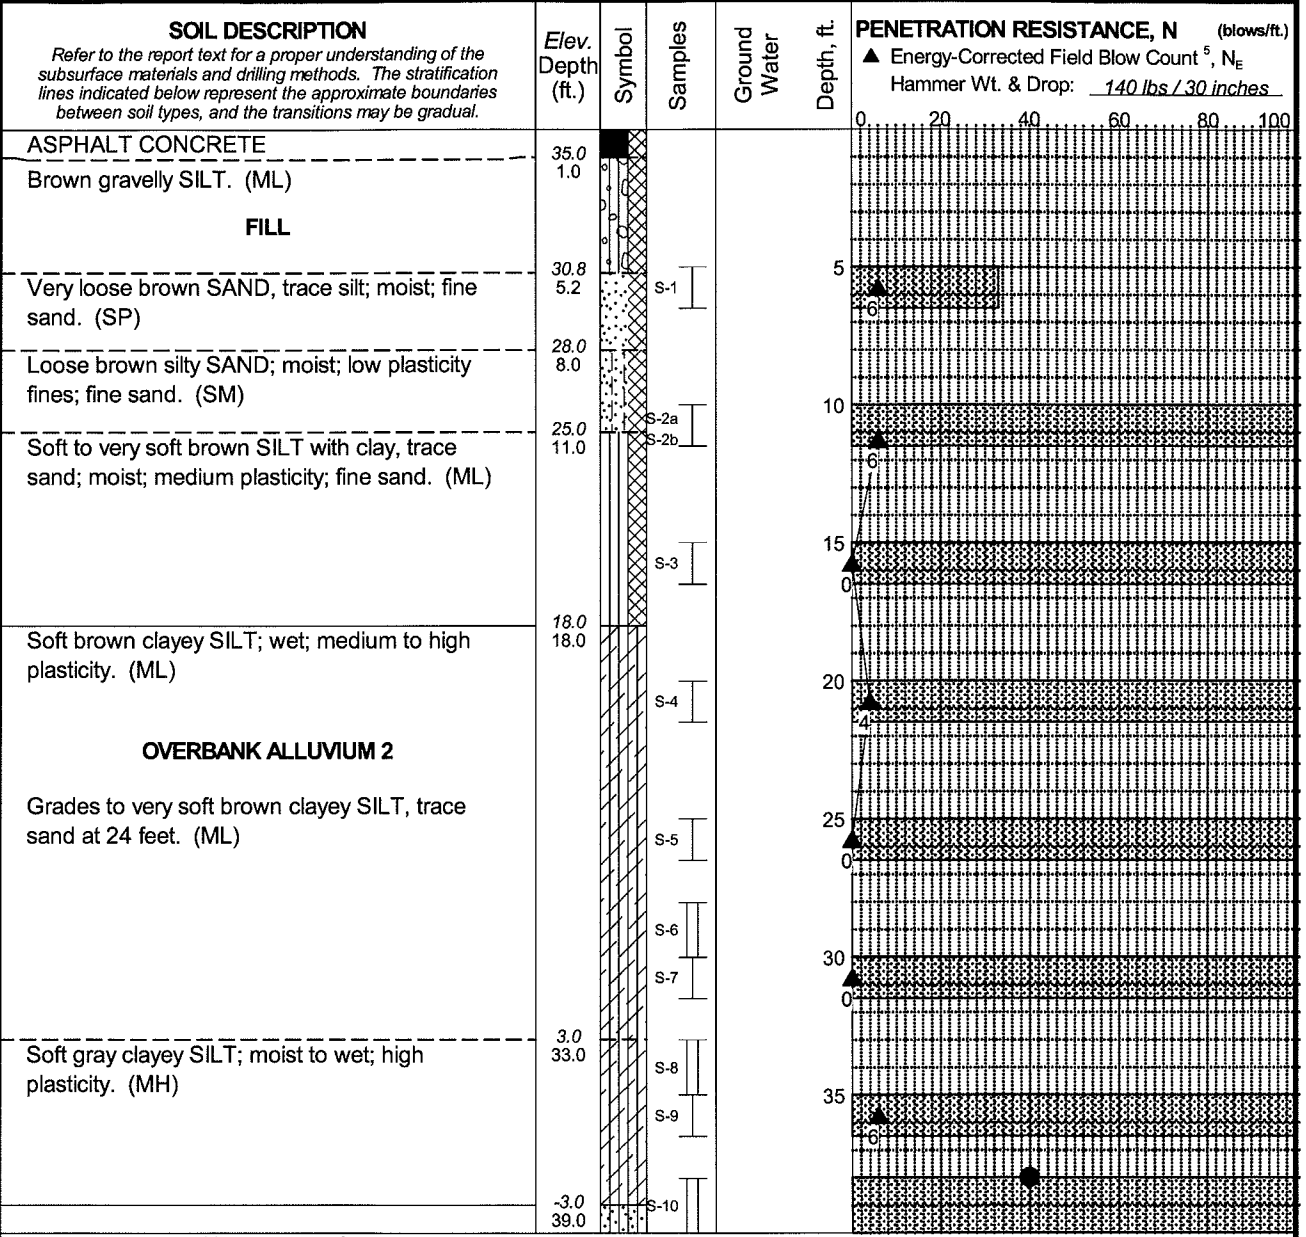 SOIL DESCRIPTION
Refer to the report text for a proper understanding of the
subsurface materials and drilling methods. The stratification
lines indicated below represent the approximate boundaries
between soil types, and the transitions may be gradual.
Elev.
Depth
(ft.)
Symbol
Samples
Ground
Water
Depth, ft.
PENETRATION RESISTANCE, N (blows/ft.)
▲ Energy-Corrected Field Blow Count 5, NE
Hammer Wt. & Drop: 140 lbs / 30 inches
0 20 40 60 80 100
ASPHALT CONCRETE
35.0
1.0
Brown gravelly SILT. (ML)
FILL
30.8
5.2
Very loose brown SAND, trace silt; moist; fine
sand. (SP)
S-1
5
6
28.0
8.0
Loose brown silty SAND; moist; low plasticity
fines; fine sand. (SM)
10
S-2a
25.0
11.0
S-2b
6
Soft to very soft brown SILT with clay, trace
sand; moist; medium plasticity; fine sand. (ML)
15
S-3
0
18.0
18.0
Soft brown clayey SILT; wet; medium to high
plasticity. (ML)
20
S-4
4
OVERBANK ALLUVIUM 2
Grades to very soft brown clayey SILT, trace
sand at 24 feet. (ML)
25
S-5
0
S-6
30
S-7
0
3.0
33.0
Soft gray clayey SILT; moist to wet; high
plasticity. (MH)
S-8
35
S-9
6
-3.0
39.0
S-10